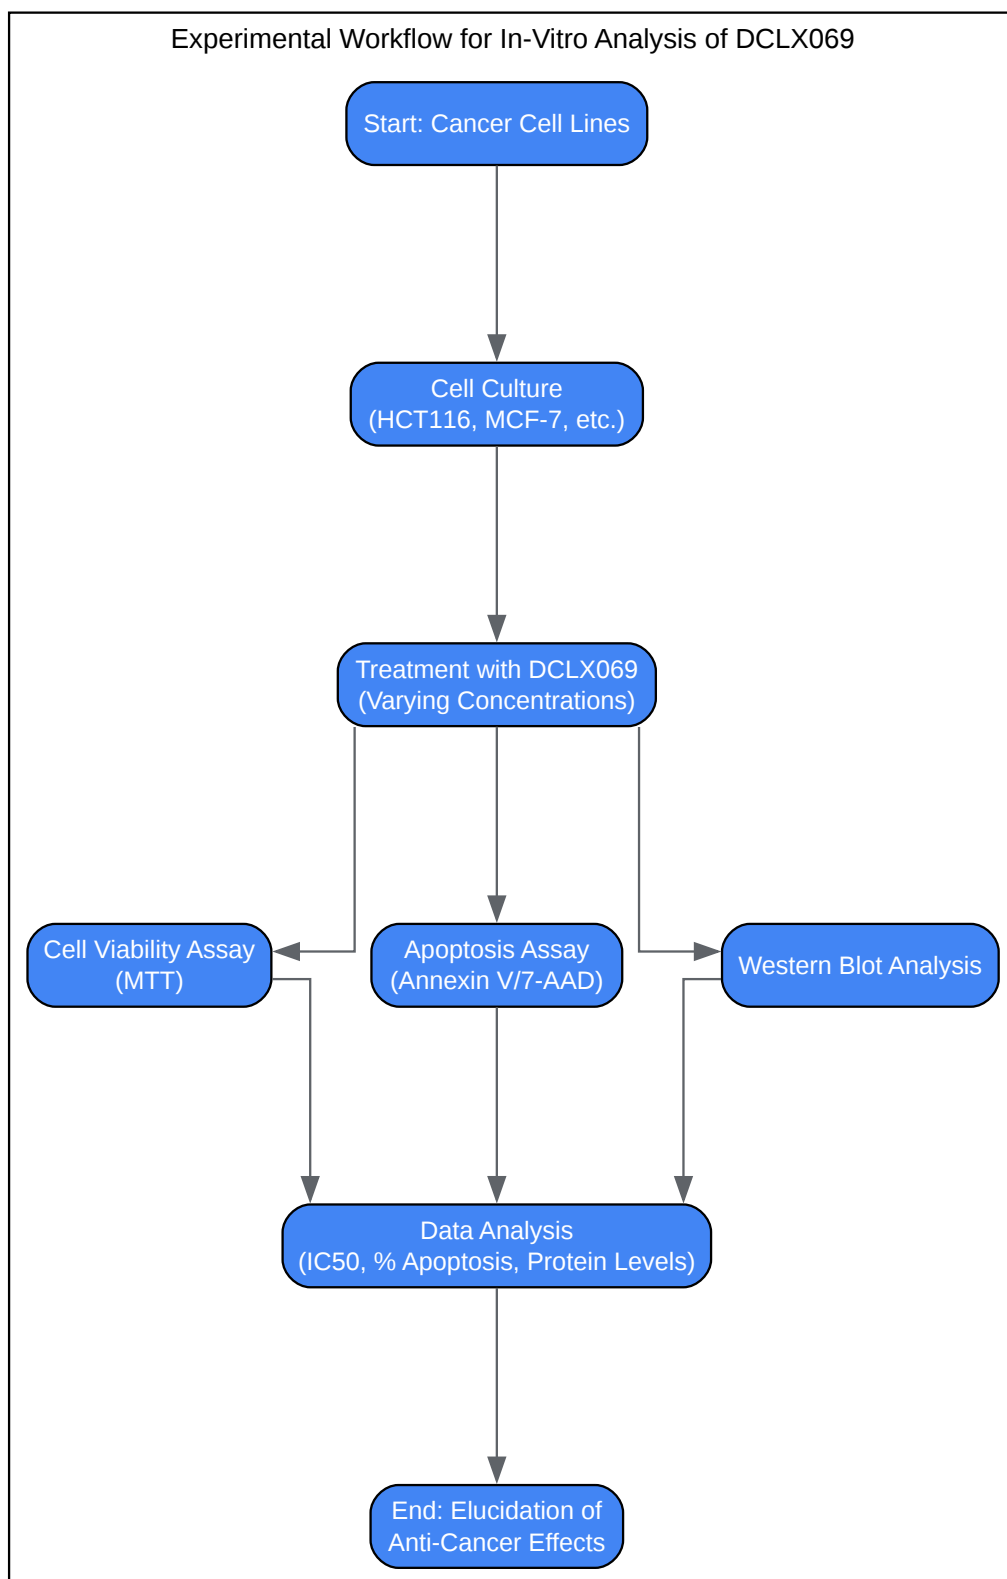 Experimental Workflow for In-Vitro Analysis of DCLX069
Start: Cancer Cell Lines
Cell Culture
(HCT116, MCF-7, etc.)
Treatment with DCLX069
(Varying Concentrations)
Cell Viability Assay
(MTT)
Apoptosis Assay
(Annexin V/7-AAD)
Western Blot Analysis
Data Analysis
(IC50, % Apoptosis, Protein Levels)
End: Elucidation of
Anti-Cancer Effects